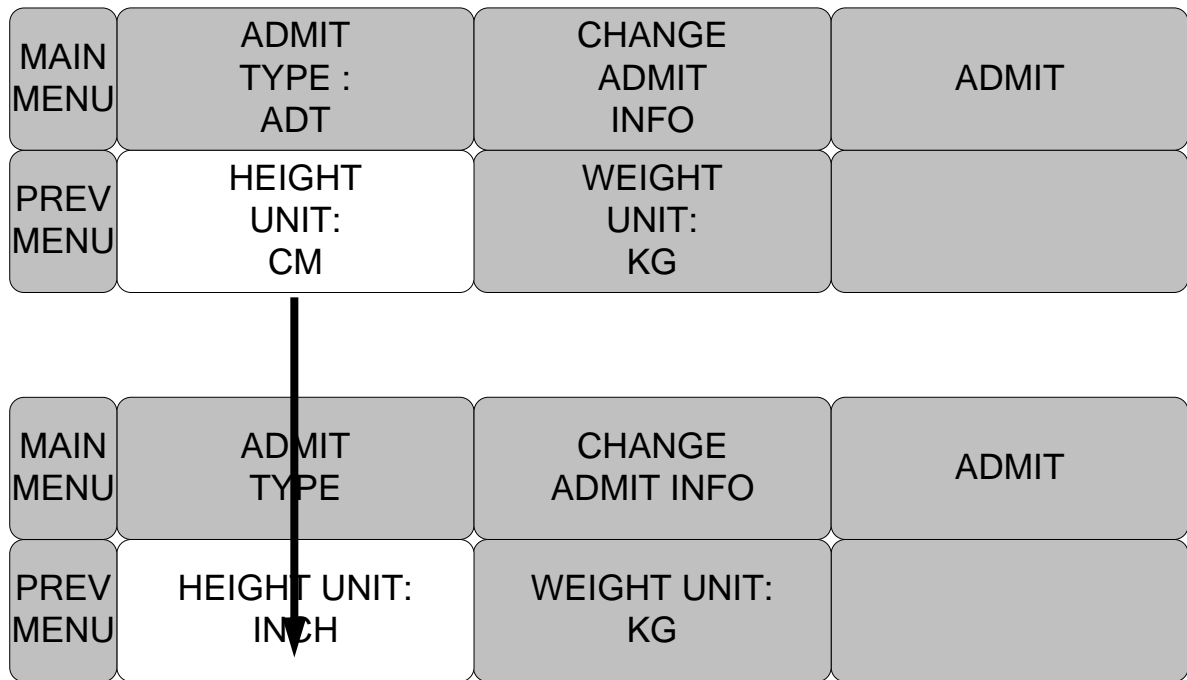 MAIN
MENU
ADMIT
TYPE :
ADT
CHANGE
ADMIT
INFO
ADMIT
PREV
MENU
HEIGHT
UNIT:
CM
WEIGHT
UNIT:
KG
MAIN
MENU
ADMIT
TYPE
CHANGE
ADMIT INFO
ADMIT
PREV
MENU
HEIGHT UNIT:
INCH
WEIGHT UNIT:
KG